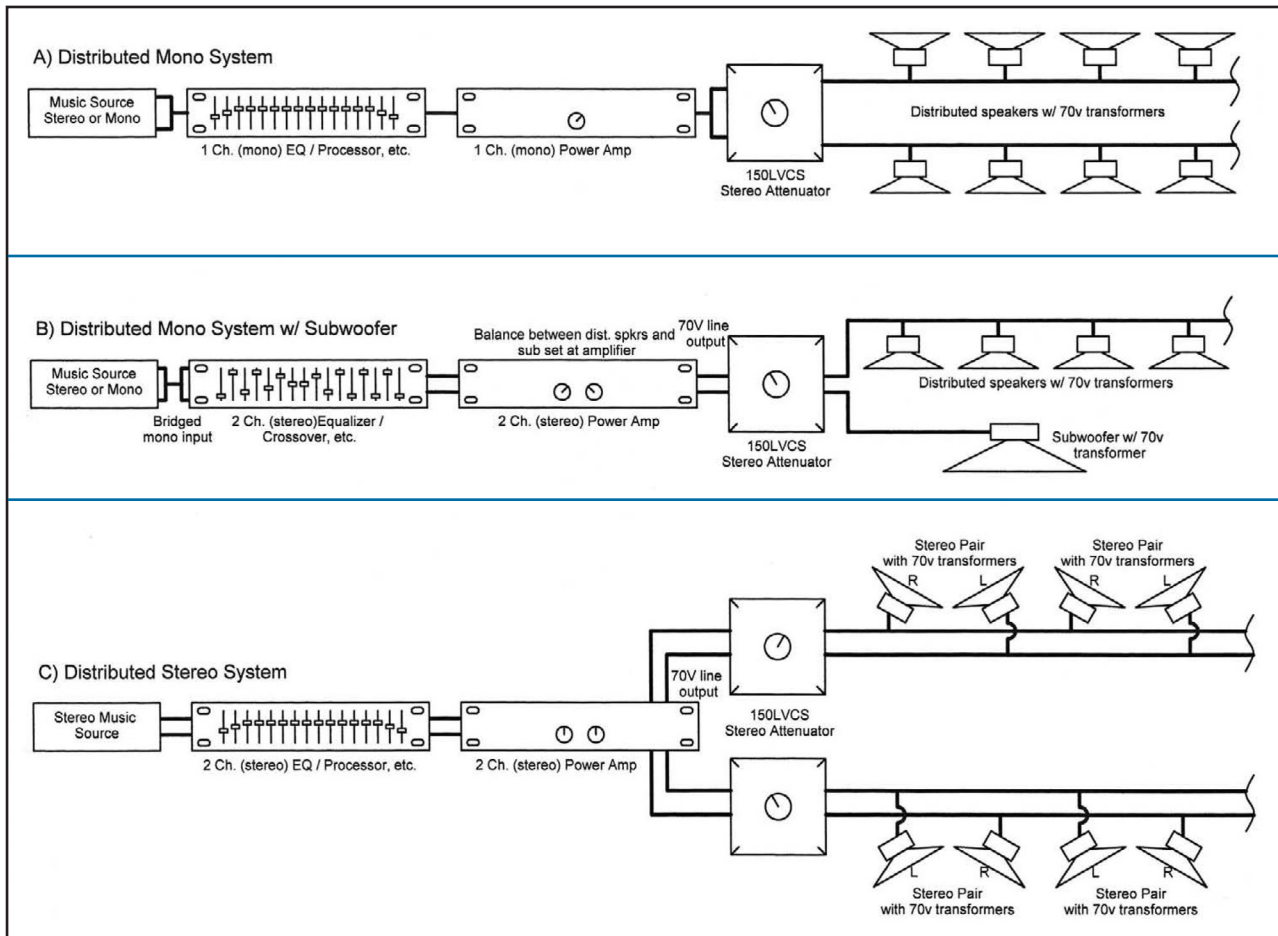 A) Distributed Mono System
Music Source
Stereo or Mono
1 Ch. (mono) EQ / Processor, etc.
1 Ch. (mono) Power Amp
150LVCS
Stereo Attenuator
Distributed speakers w/ 70v transformers
B) Distributed Mono System w/ Subwoofer
Music Source
Stereo or Mono
Bridged
mono input
2 Ch. (stereo)Equalizer /
Crossover, etc.
Balance between dist. spkrs and
sub set at amplifier
2 Ch. (stereo) Power Amp
70V line
output
150LVCS
Stereo Attenuator
Distributed speakers w/ 70v transformers
Subwoofer w/ 70v
transformer
C) Distributed Stereo System
Stereo Music
Source
2 Ch. (stereo) EQ / Processor, etc.
2 Ch. (stereo) Power Amp
70V line
output
150LVCS
Stereo Attenuator
Stereo Pair
with 70v transformers
R L
Stereo Pair
with 70v transformers
R L
L R
Stereo Pair
with 70v transformers
L R
Stereo Pair
with 70v transformers